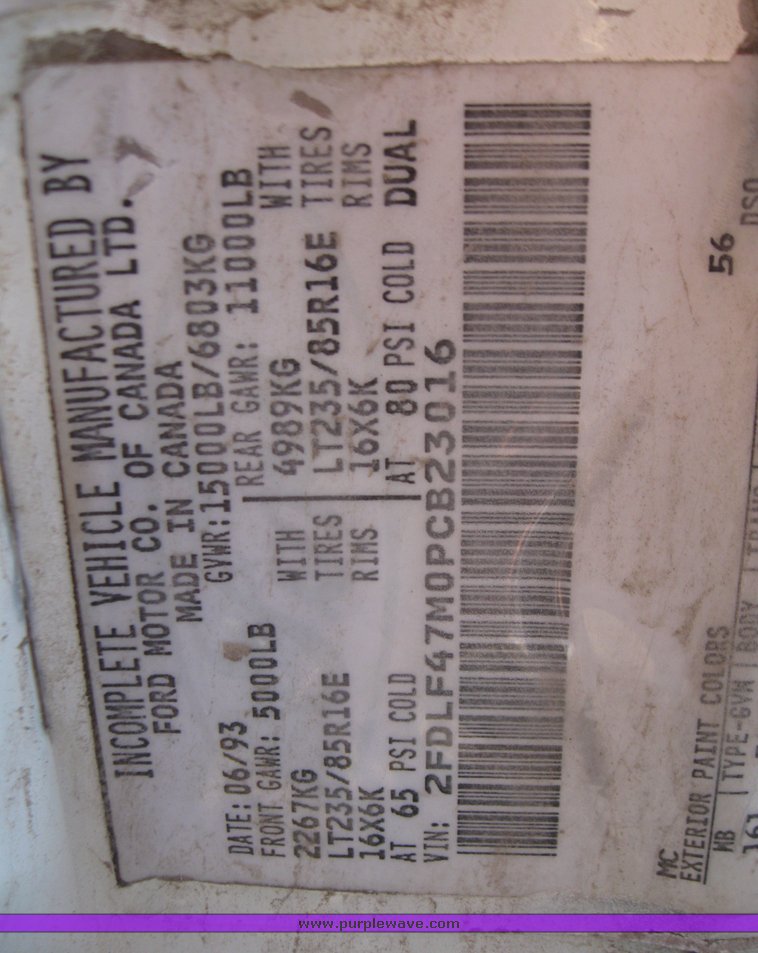 INCOMPLETE VEHICLE MANUFACTURED BY
FORD MOTOR CO. OF CANADA LTD.
MADE IN CANADA
DATE: 06/93 GVWR: 15000LB/6803KG
FRONT GAWR: 5000LB REAR GAWR: 11000LB
2267KG WITH 4989KG WITH
LT235/85R16E TIRES LT235/85R16E TIRES
16X6K RIMS 16X6K RIMS
AT 65 PSI COLD AT 80 PSI COLD DUAL
VIN: 2FDLF47M0PCB23016
MC 56
EXTERIOR PAINT COLORS DSO
WB | TYPE-GVW | BODY | TRANS
161
www.purplewave.com